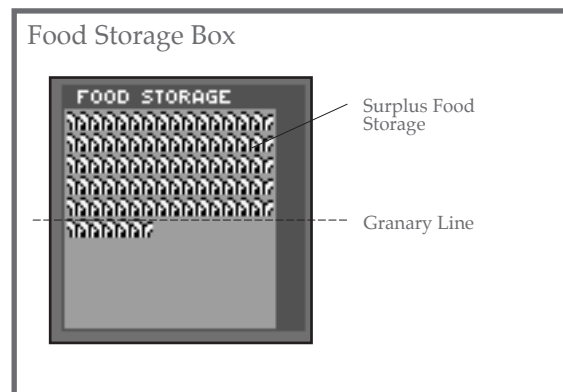 Food Storage Box
FOOD STORAGE
Surplus Food
Storage
Granary Line